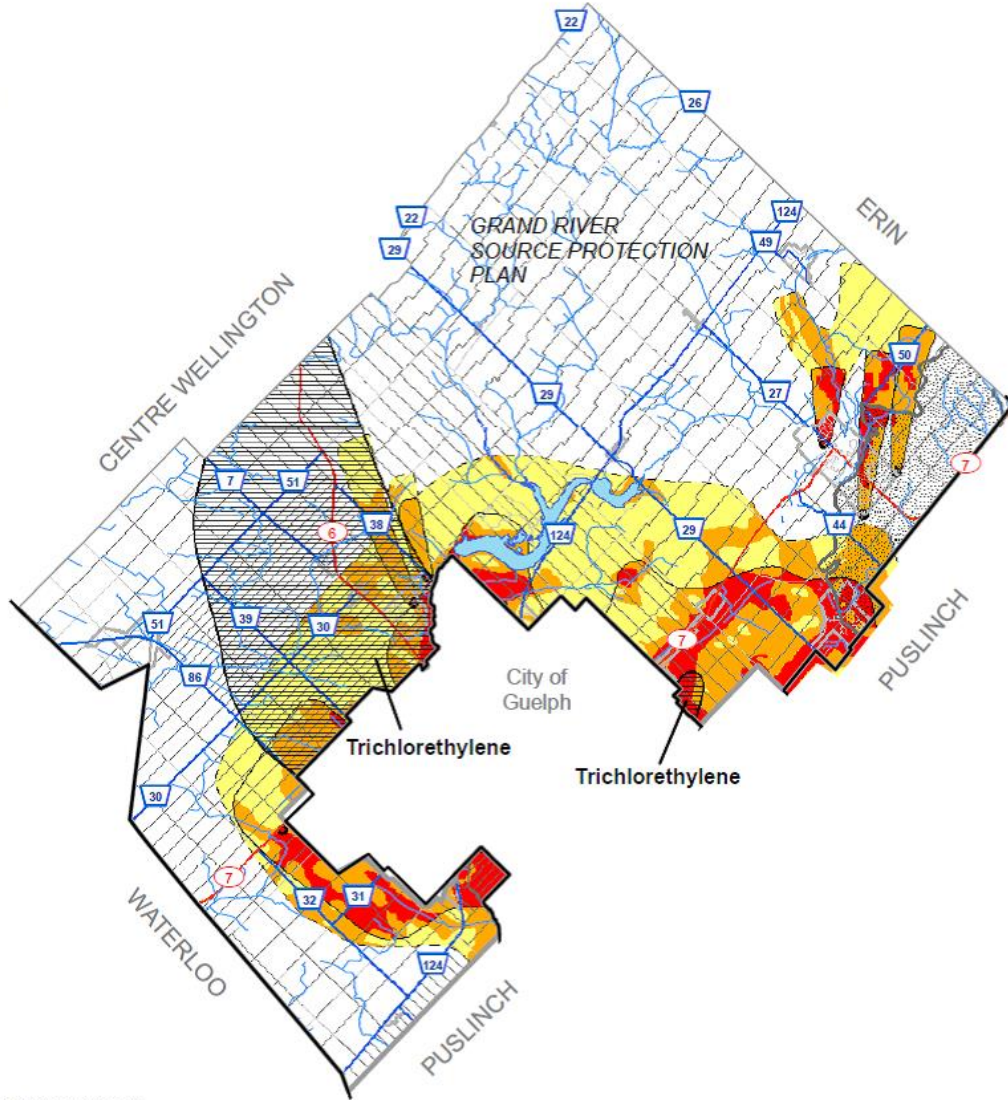 22
26
ERIN
124
22
GRAND RIVER
49
29
SOURCE PROTECTION
PLAN
CENTRE WELLINGTON
50
29
27
7
7
51
6
38
124
29
44
51
39
30
7
PUSLINCH
86
City of
Guelph
Trichlorethylene
Trichlorethylene
30
7
32
31
WATERLOO
124
PUSLINCH